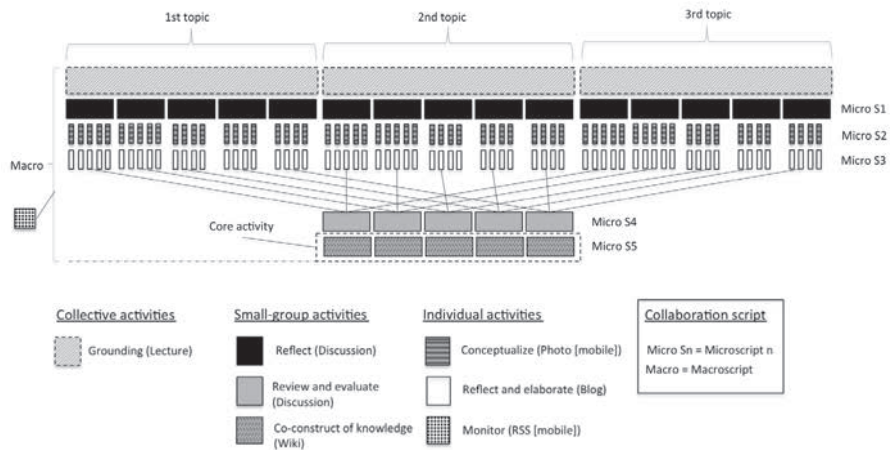 1st topic
2nd topic
3rd topic
Micro S1
Micro S2
Micro S3
Macro
Micro S4
Core activity
Micro S5
Collective activities
Small-group activities
Individual activities
Collaboration script
Grounding (Lecture)
Reflect (Discussion)
Conceptualize (Photo [mobile])
Micro Sn = Microscript n
Macro = Macroscript
Review and evaluate
(Discussion)
Reflect and elaborate (Blog)
Co-construct of knowledge
(Wiki)
Monitor (RSS [mobile])